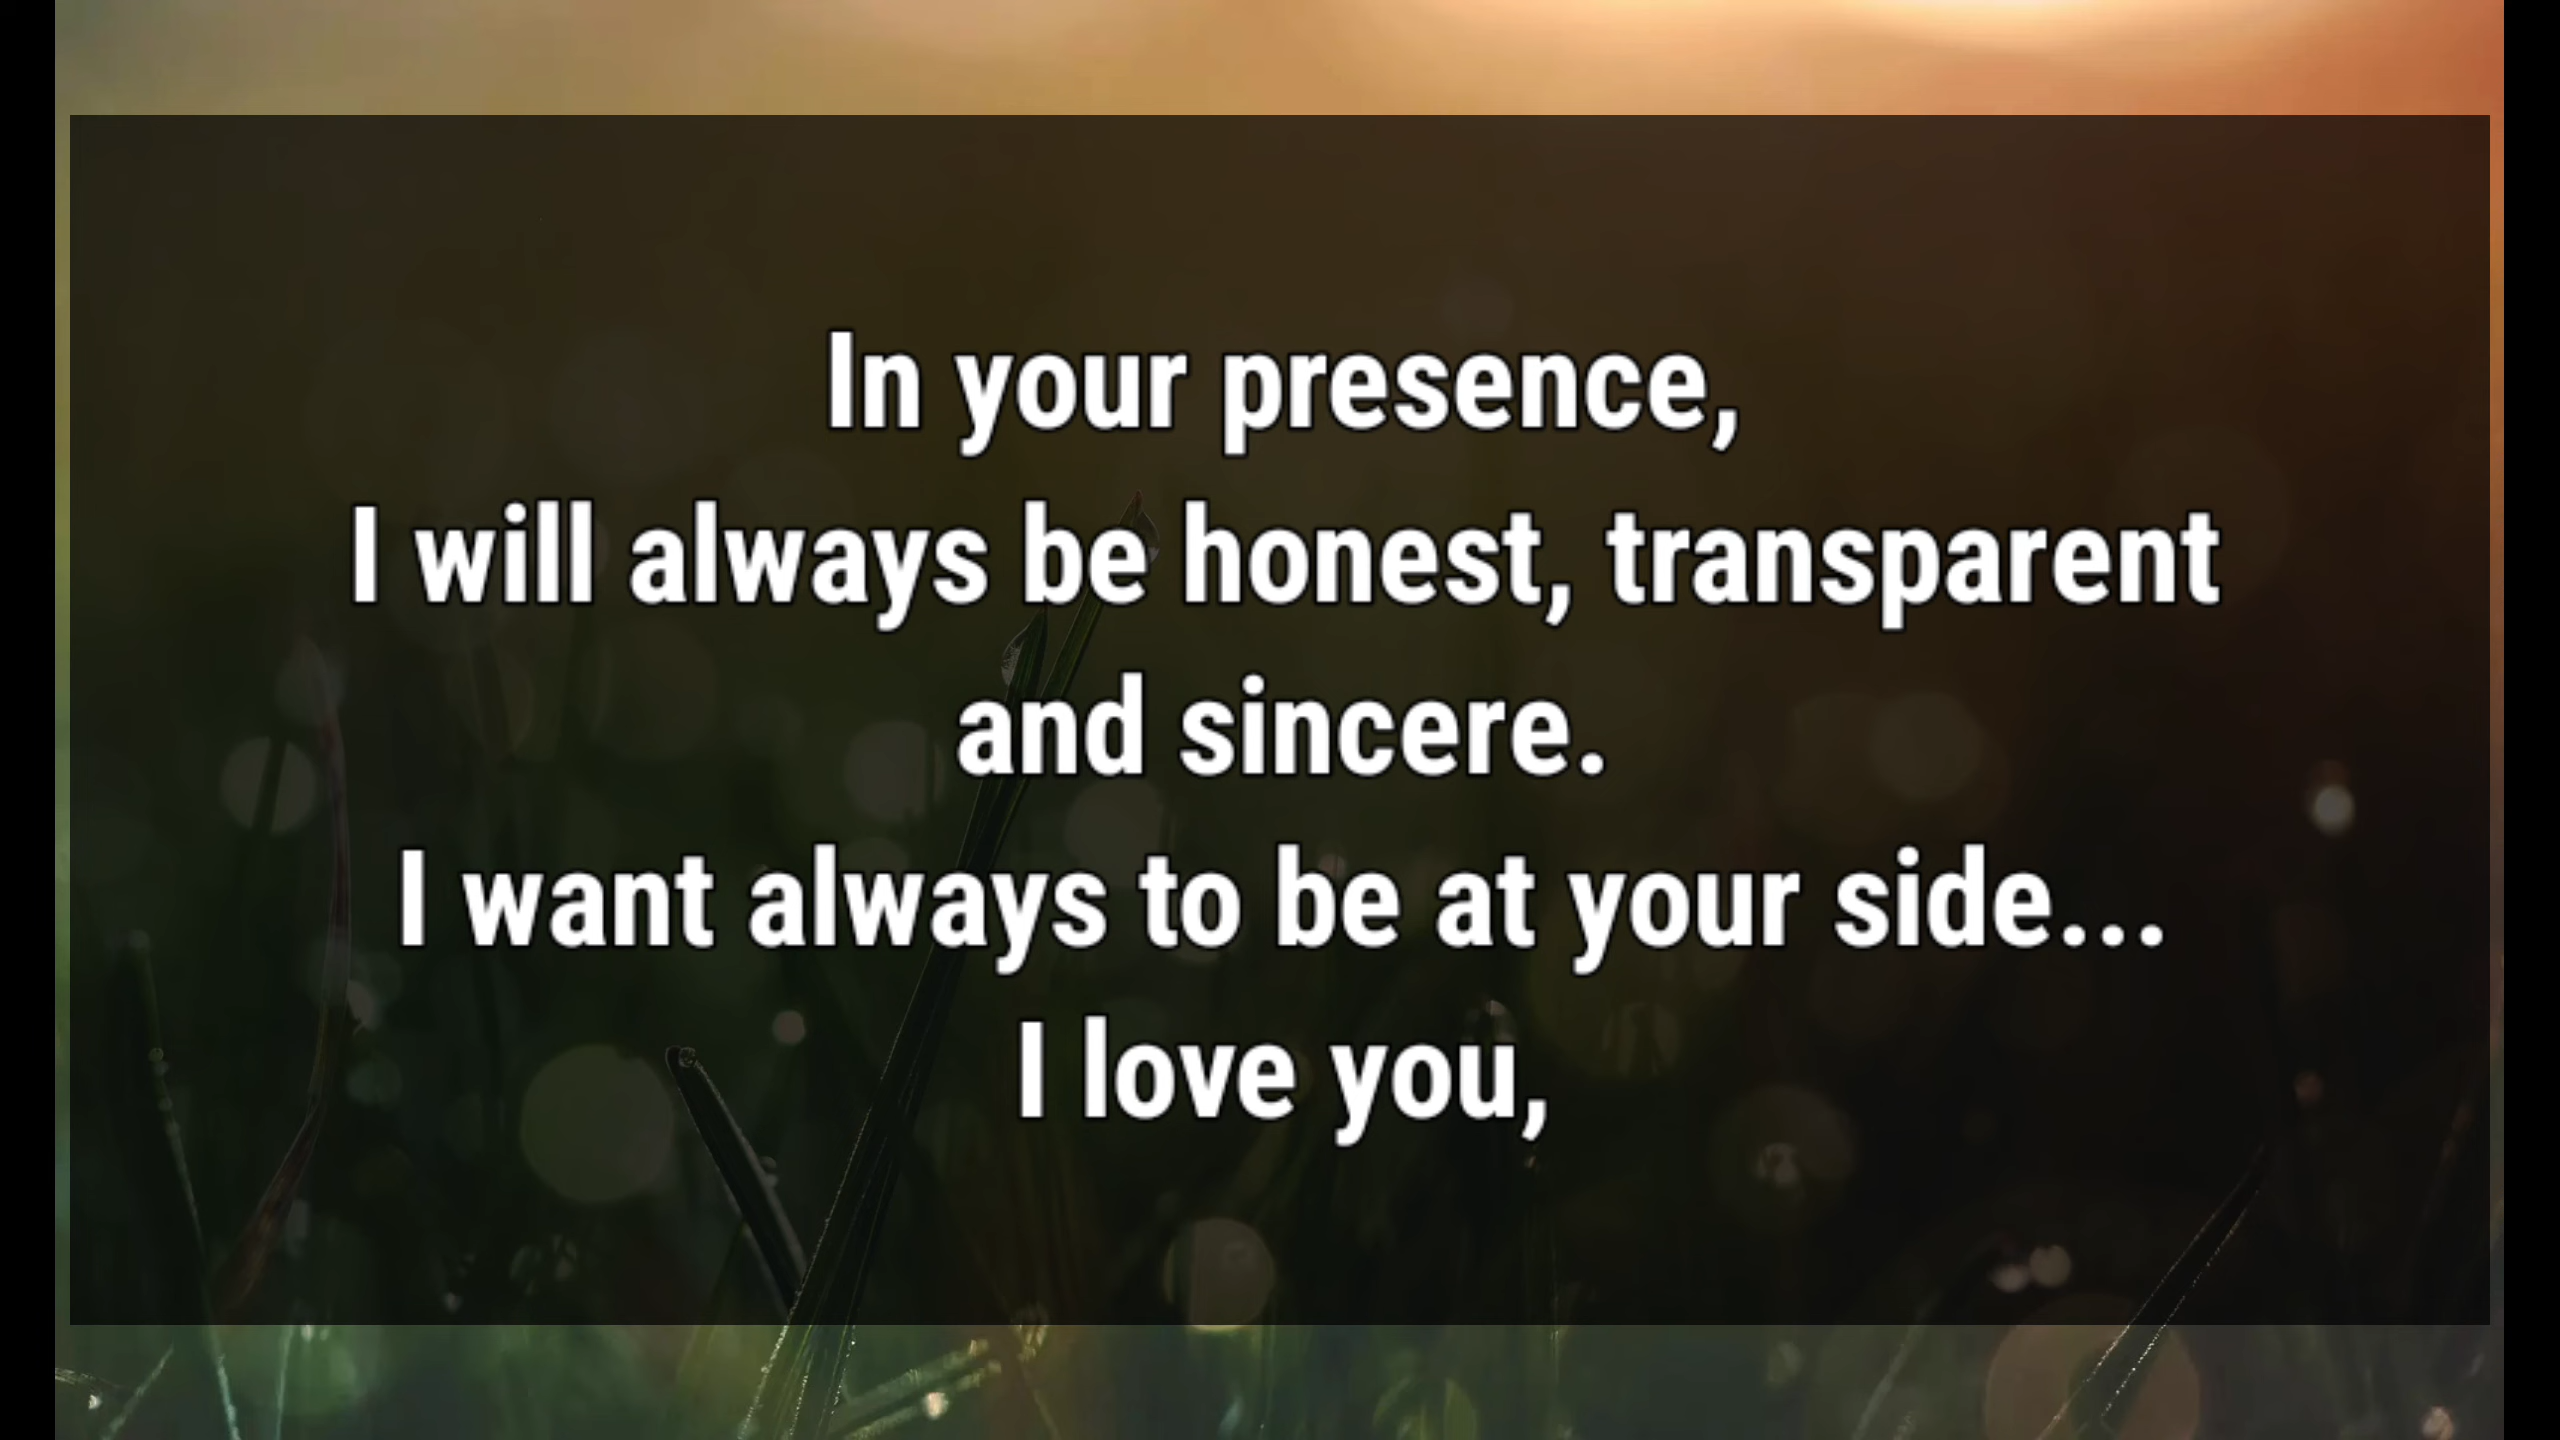 In your presence,
I will always be honest, transparent
and sincere.
I want always to be at your side...
I love you,